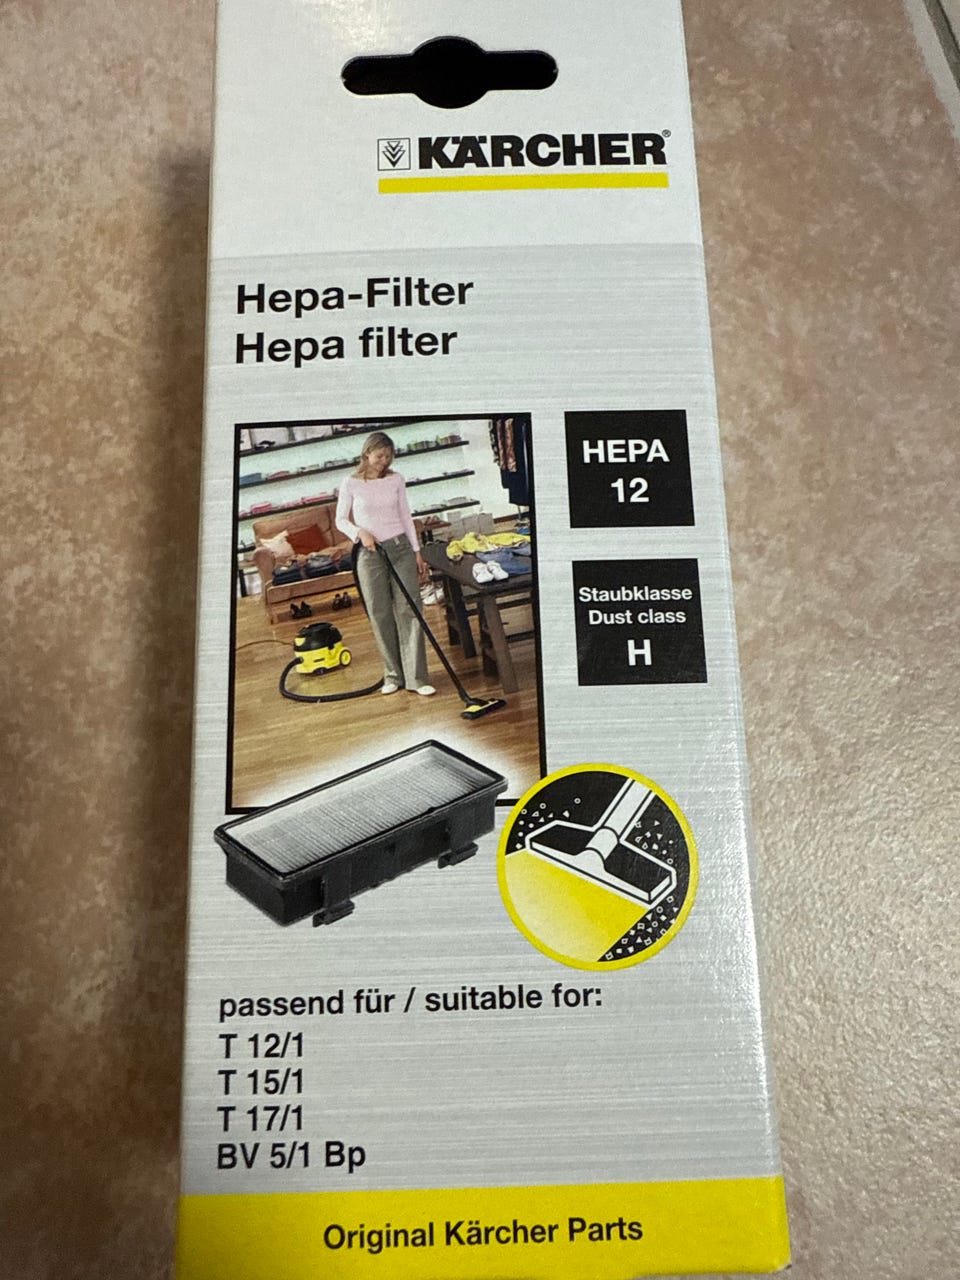 KÄRCHER®
Hepa-Filter
Hepa filter
HEPA
12
Staubklasse
Dust class
H
passend für / suitable for:
T 12/1
T 15/1
T 17/1
BV 5/1 Bp
Original Kärcher Parts